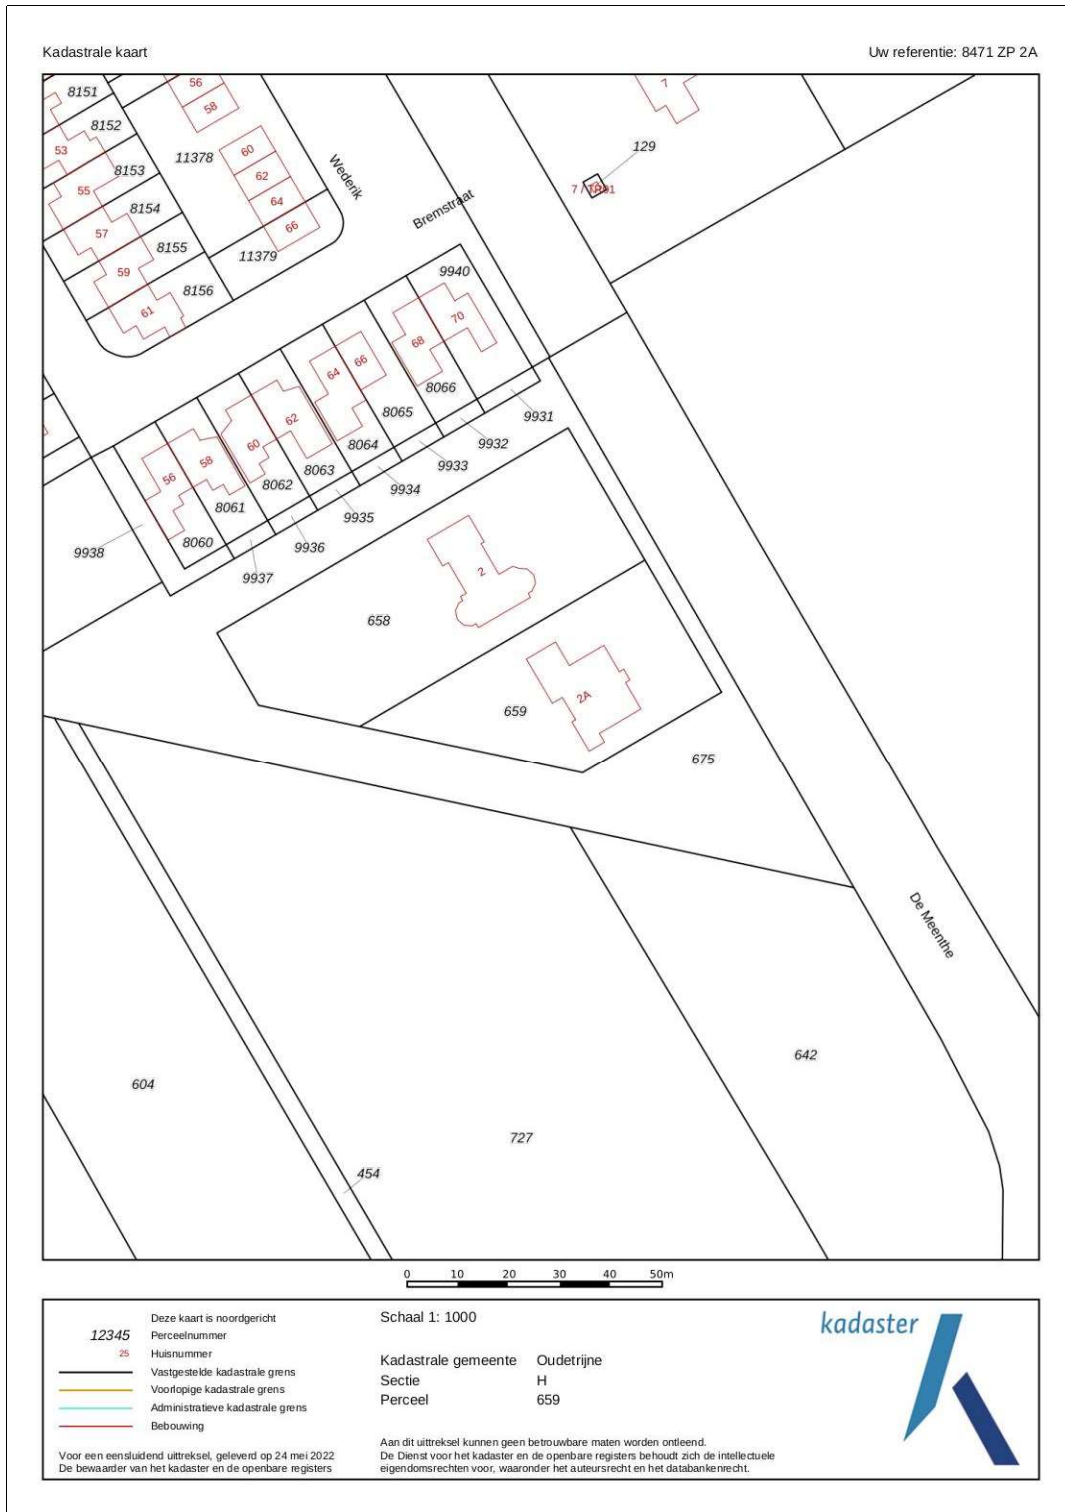 Kadastrale kaart
Uw referentie: 8471 ZP 2A
8151
56
58
7
8152
53
60
129
11378
Wederik
8153
62
7 / TR01
55
64
Bremstraat
8154
57
66
8155
11379
59
9940
8156
61
70
68
64
66
8066
8065
9931
62
8064
9932
60
9933
58
8063
56
8062
9934
8061
9935
8060
9936
9938
9937
2
658
2A
659
675
De Meenthe
642
604
727
454
0 10 20 30 40 50m
Deze kaart is noordgericht
12345 Perceelnummer
25 Huisnummer
Vastgestelde kadastrale grens
Voorlopige kadastrale grens
Administratieve kadastrale grens
Bebouwing
Voor een eensluidend uittreksel, geleverd op 24 mei 2022
De bewaarder van het kadaster en de openbare registers
Schaal 1: 1000
Kadastrale gemeente Oudetrijne
Sectie H
Perceel 659
Aan dit uittreksel kunnen geen betrouwbare maten worden ontleend.
De Dienst voor het kadaster en de openbare registers behoudt zich de intellectuele
eigendomsrechten voor, waaronder het auteursrecht en het databankenrecht.
kadaster